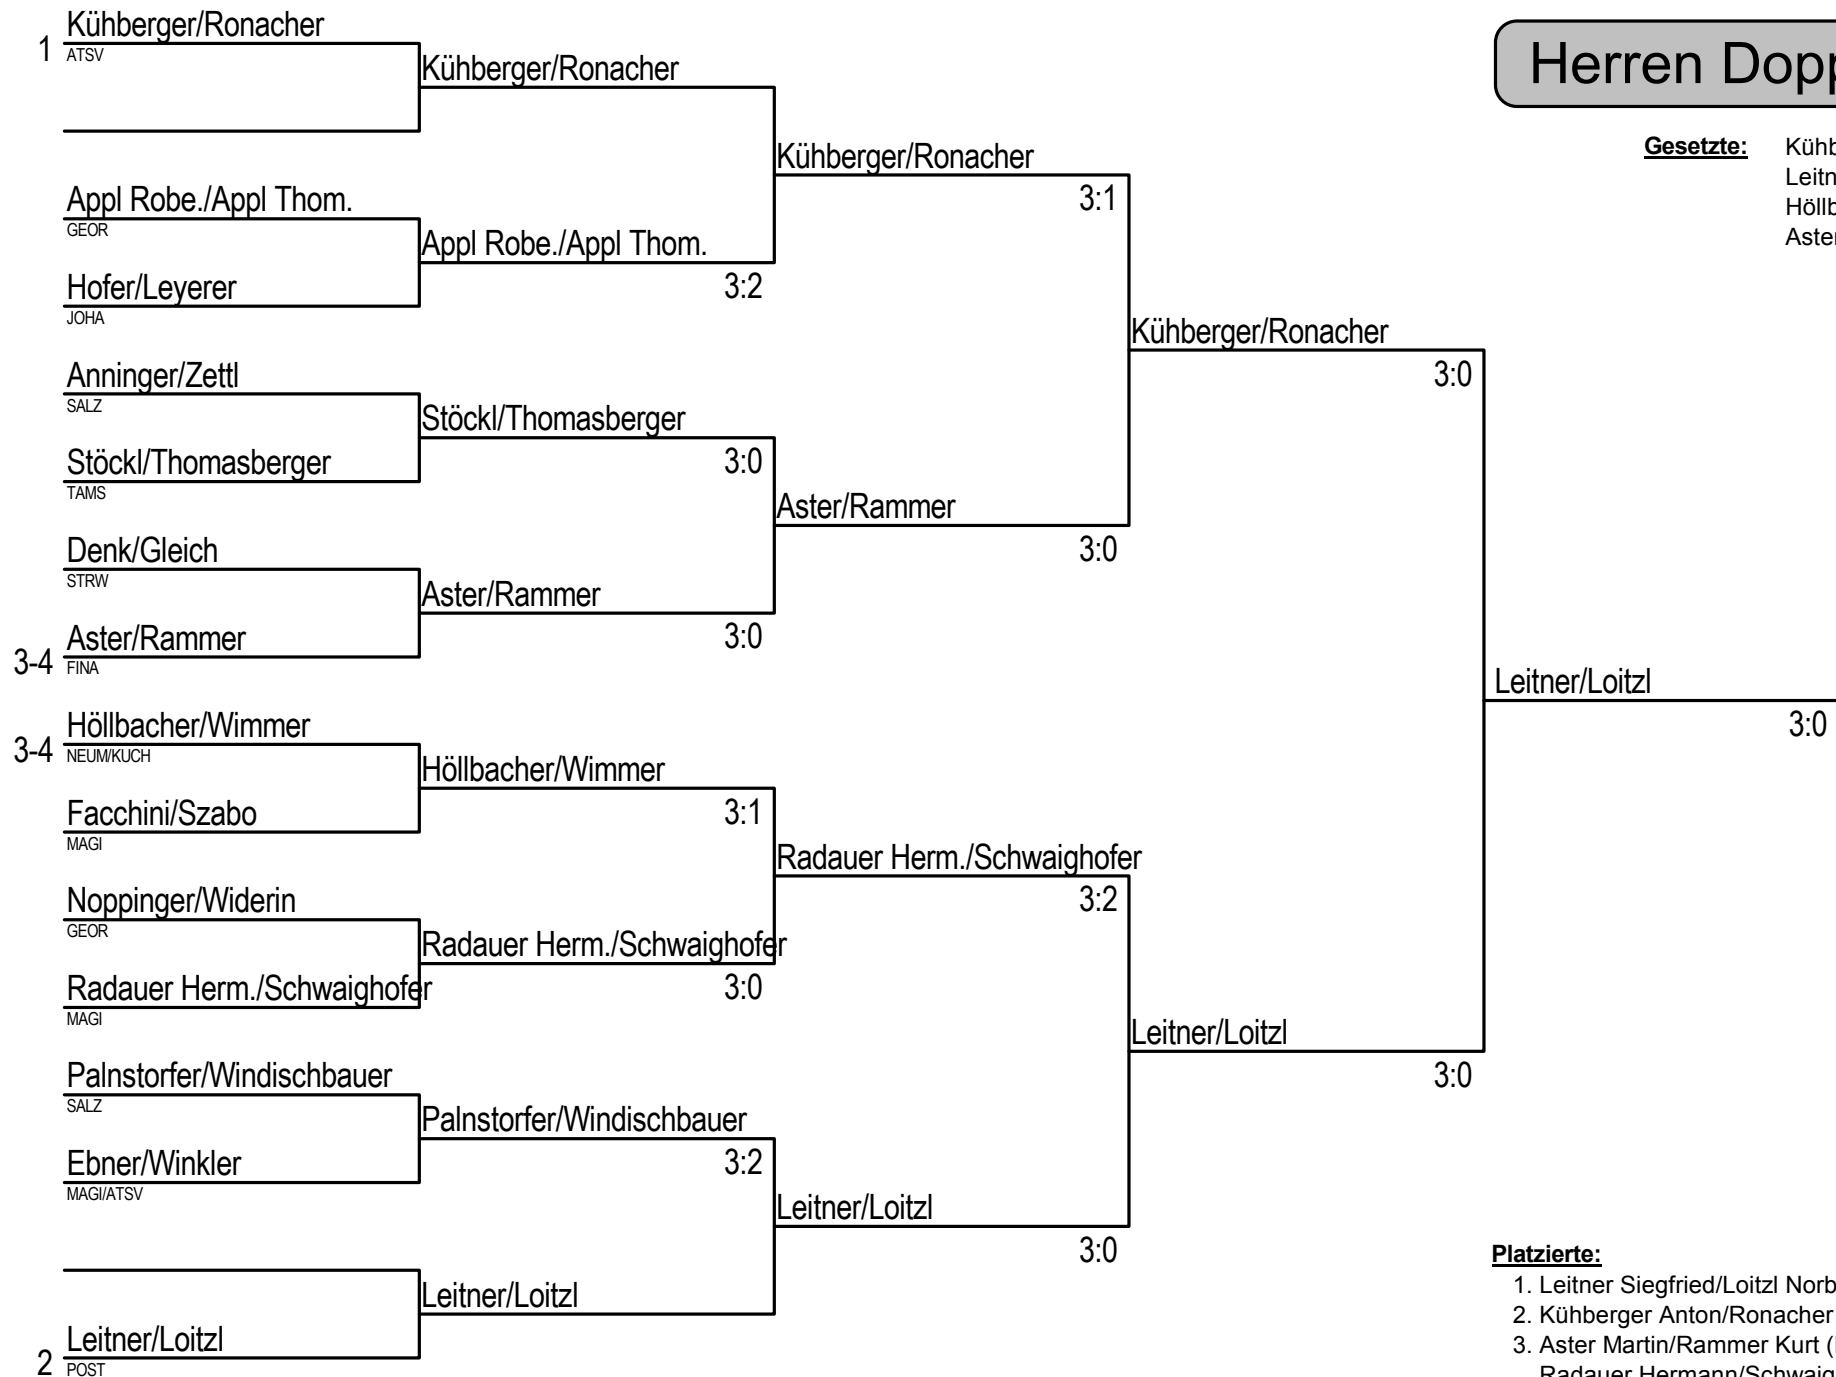 Kühberger/Ronacher
1 ATSV
Appl Robe./Appl Thom.
GEOR
Hofer/Leyerer
JOHA
Anninger/Zettl
SALZ
Stöckl/Thomasberger
TAMS
Denk/Gleich
STRW
Aster/Rammer
3-4 FINA
Höllbacher/Wimmer
3-4 NEUM/KUCH
Facchini/Szabo
MAGI
Noppinger/Widerin
GEOR
Radauer Herm./Schwaighofer
MAGI
Palnstorfer/Windischbauer
SALZ
Ebner/Winkler
MAGI/ATSV
Leitner/Loitzl
2 POST
Kühberger/Ronacher
Appl Robe./Appl Thom.
3:2
Stöckl/Thomasberger
3:0
Aster/Rammer
3:0
Höllbacher/Wimmer
3:1
Radauer Herm./Schwaighofer
3:0
Palnstorfer/Windischbauer
3:2
Leitner/Loitzl
Kühberger/Ronacher
3:1
Aster/Rammer
3:0
Radauer Herm./Schwaighofer
3:2
Leitner/Loitzl
3:0
Kühberger/Ronacher
3:0
Leitner/Loitzl
3:0
Leitner/Loitzl
3:0
Herren Dopp
Gesetzte: Kühb
Leitn
Höllb
Aster
Platzierte:
1. Leitner Siegfried/Loitzl Norb
2. Kühberger Anton/Ronacher
3. Aster Martin/Rammer Kurt (
Radauer Hermann/Schwaig